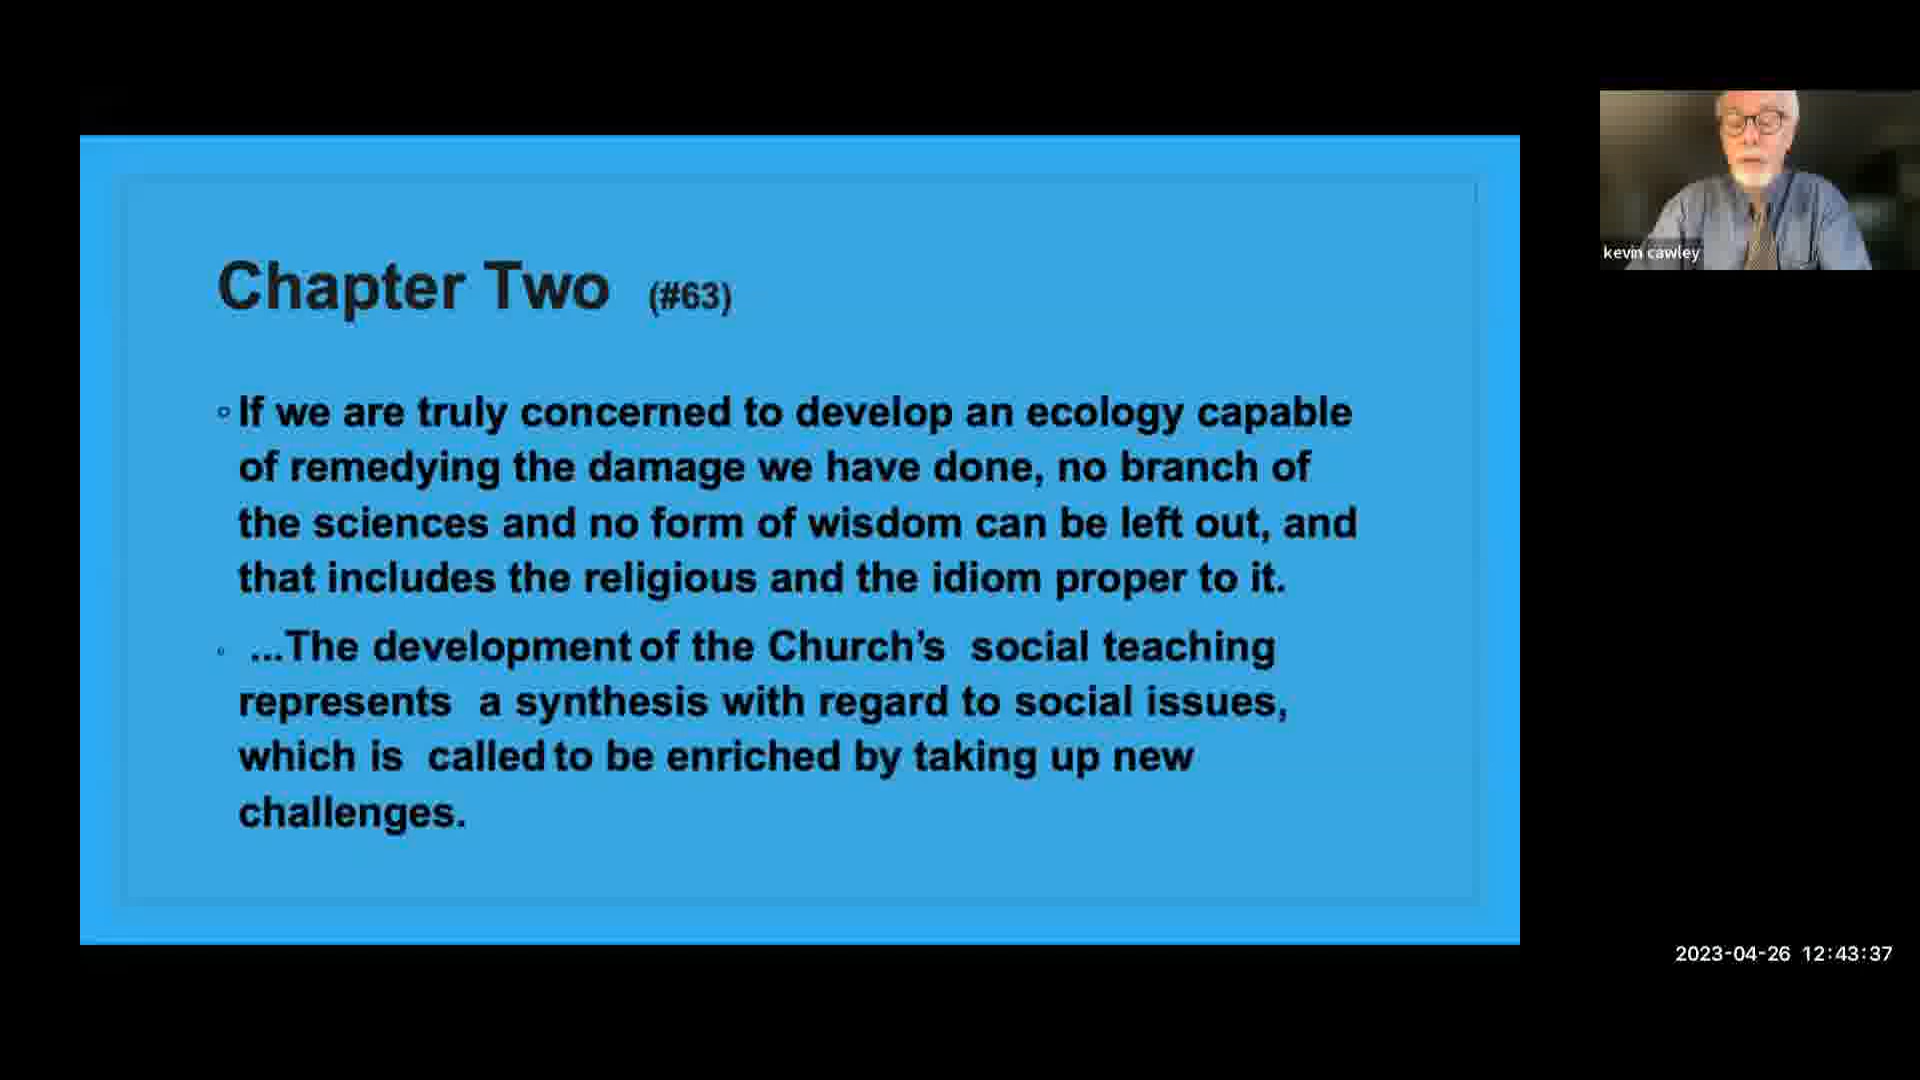 Chapter Two (#63)
If we are truly concerned to develop an ecology capable
of remedying the damage we have done, no branch of
the sciences and no form of wisdom can be left out, and
that includes the religious and the idiom proper to it.
...The development of the Church’s social teaching
represents a synthesis with regard to social issues,
which is called to be enriched by taking up new
challenges.
kevin cawley
2023-04-26 12:43:37